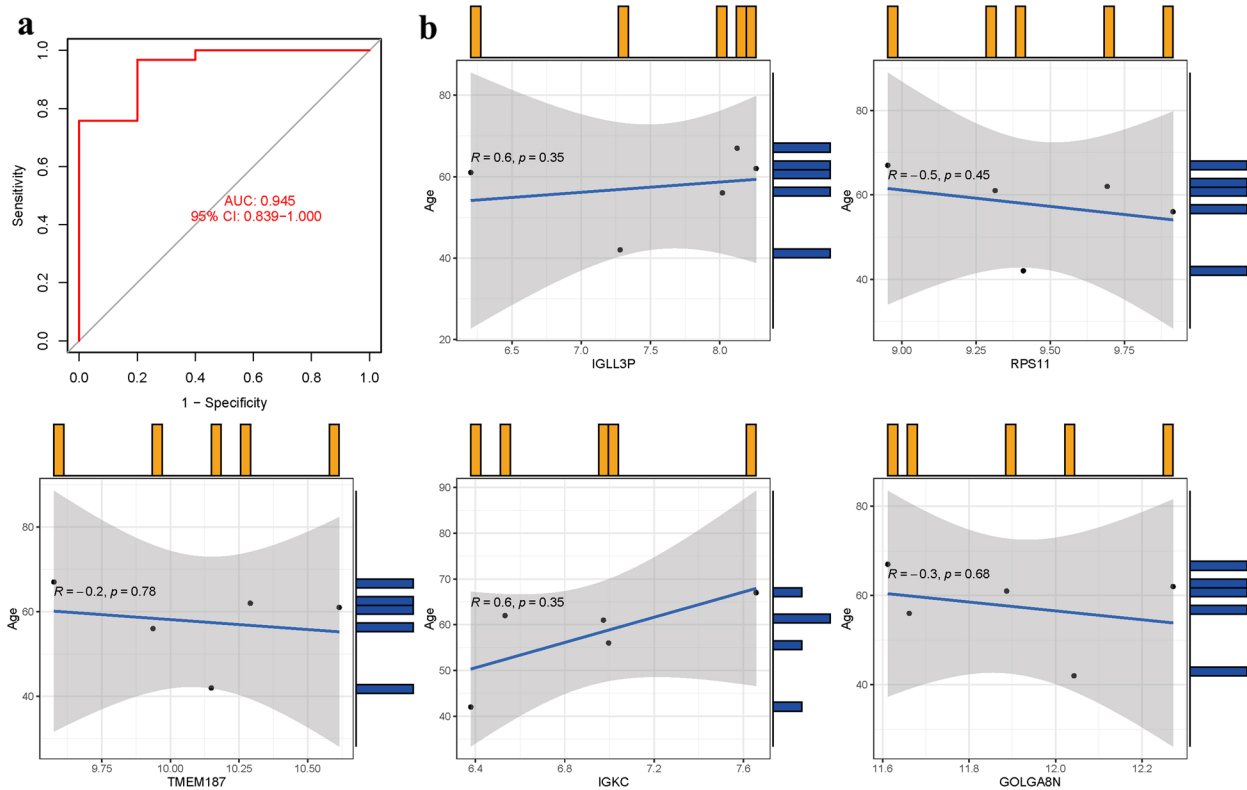 a
1.0
0.8
0.6
0.4
0.2
0.0
Sensitivity
AUC: 0.945
95% CI: 0.839−1.000
0.0 0.2 0.4 0.6 0.8 1.0
1 − Specificity
b
80
60
40
20
Age
R = 0.6, p = 0.35
6.5 7.0 7.5 8.0
IGLL3P
80
60
40
Age
R = −0.5, p = 0.45
9.00 9.25 9.50 9.75
RPS11
80
60
40
Age
R = −0.2, p = 0.78
9.75 10.00 10.25 10.50
TMEM187
90
80
70
60
50
40
Age
R = 0.6, p = 0.35
6.4 6.8 7.2 7.6
IGKC
80
60
40
Age
R = −0.3, p = 0.68
11.6 11.8 12.0 12.2
GOLGA8N